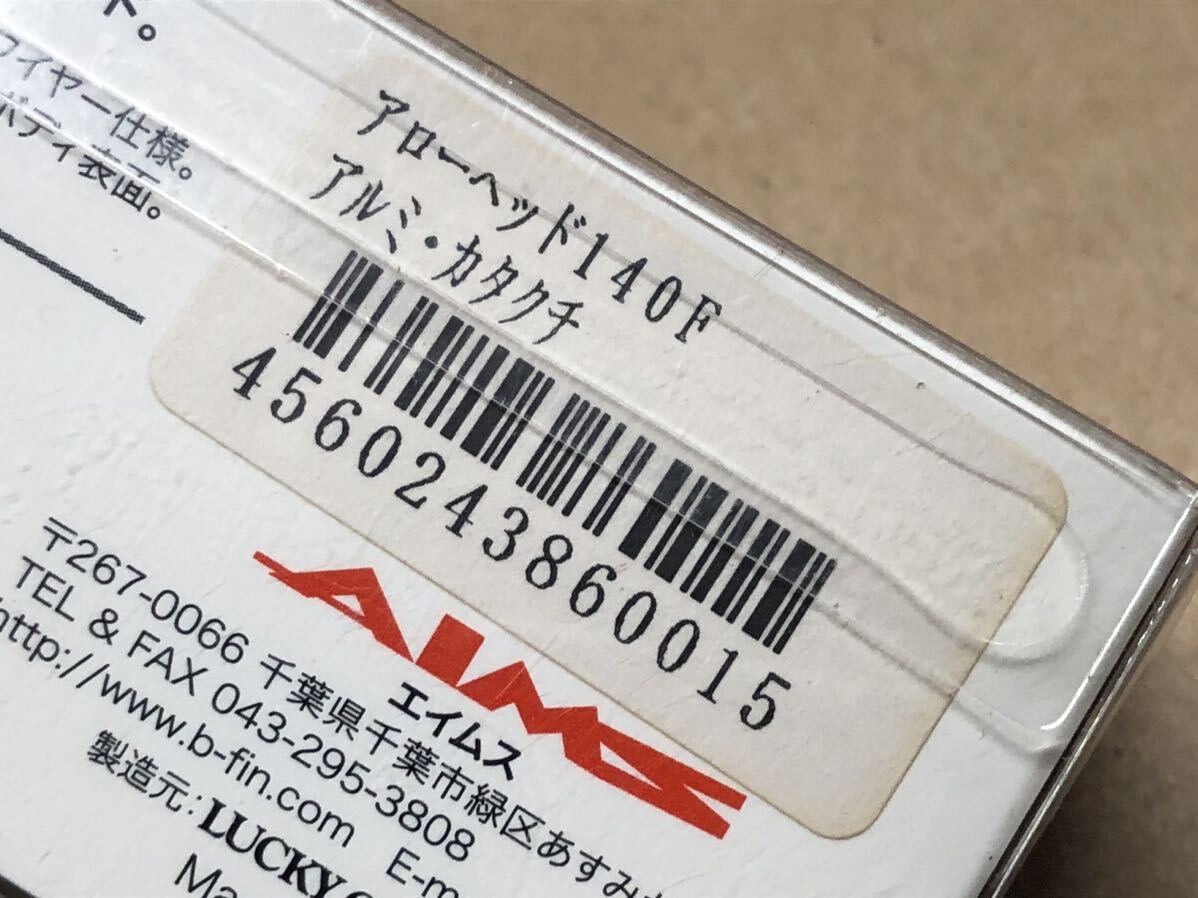 ド。
ワイヤー仕様。
ボディ表面。
アローヘッド140F
アルミ・カタクチ
4560243860015
AIMS
エイムス
〒267-0066 千葉県千葉市緑区あすみ
TEL & FAX 043-295-3808
http://www.b-fin.com E-m
製造元: LUCKY
Ma